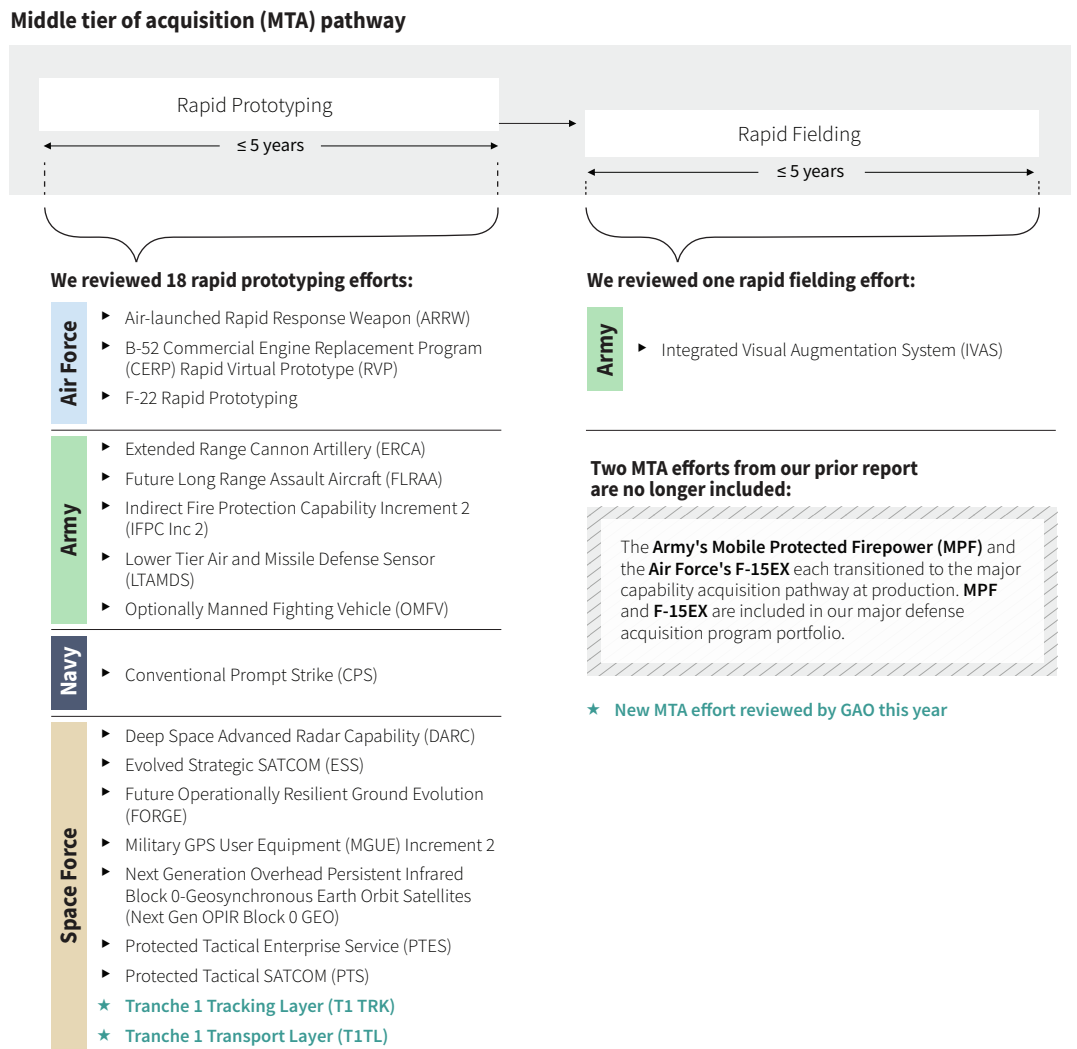 Middle tier of acquisition (MTA) pathway
Rapid Prototyping
≤ 5 years
Rapid Fielding
≤ 5 years
We reviewed 18 rapid prototyping efforts:
Air Force
Air-launched Rapid Response Weapon (ARRW)
B-52 Commercial Engine Replacement Program
(CERP) Rapid Virtual Prototype (RVP)
F-22 Rapid Prototyping
Army
Extended Range Cannon Artillery (ERCA)
Future Long Range Assault Aircraft (FLRAA)
Indirect Fire Protection Capability Increment 2
(IFPC Inc 2)
Lower Tier Air and Missile Defense Sensor
(LTAMDS)
Optionally Manned Fighting Vehicle (OMFV)
Navy
Conventional Prompt Strike (CPS)
Space Force
Deep Space Advanced Radar Capability (DARC)
Evolved Strategic SATCOM (ESS)
Future Operationally Resilient Ground Evolution
(FORGE)
Military GPS User Equipment (MGUE) Increment 2
Next Generation Overhead Persistent Infrared
Block 0-Geosynchronous Earth Orbit Satellites
(Next Gen OPIR Block 0 GEO)
Protected Tactical Enterprise Service (PTES)
Protected Tactical SATCOM (PTS)
★ Tranche 1 Tracking Layer (T1 TRK)
★ Tranche 1 Transport Layer (T1TL)
We reviewed one rapid fielding effort:
Army
Integrated Visual Augmentation System (IVAS)
Two MTA efforts from our prior report
are no longer included:
The Army's Mobile Protected Firepower (MPF) and
the Air Force's F-15EX each transitioned to the major
capability acquisition pathway at production. MPF
and F-15EX are included in our major defense
acquisition program portfolio.
★ New MTA effort reviewed by GAO this year